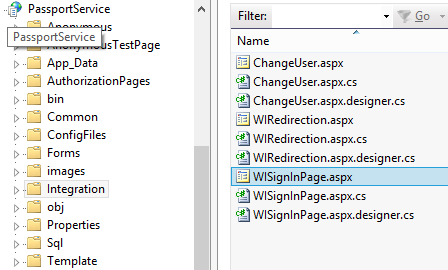 PassportService
Anonymous
PassportService
AnonymousTestPage
App_Data
AuthorizationPages
bin
Common
ConfigFiles
Forms
images
Integration
obj
Properties
Sql
Template
Filter:
Go
Name
ChangeUser.aspx
ChangeUser.aspx.cs
ChangeUser.aspx.designer.cs
WIRedirection.aspx
WIRedirection.aspx.cs
WIRedirection.aspx.designer.cs
WISignInPage.aspx
WISignInPage.aspx.cs
WISignInPage.aspx.designer.cs